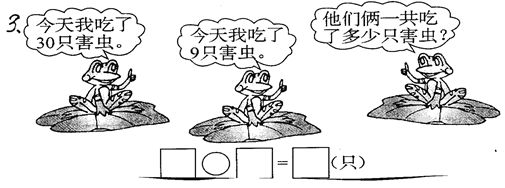 3、
今天我吃了
30只害虫。
今天我吃了
9只害虫。
他们俩一共吃
了多少只害虫?
□○□=□(只)